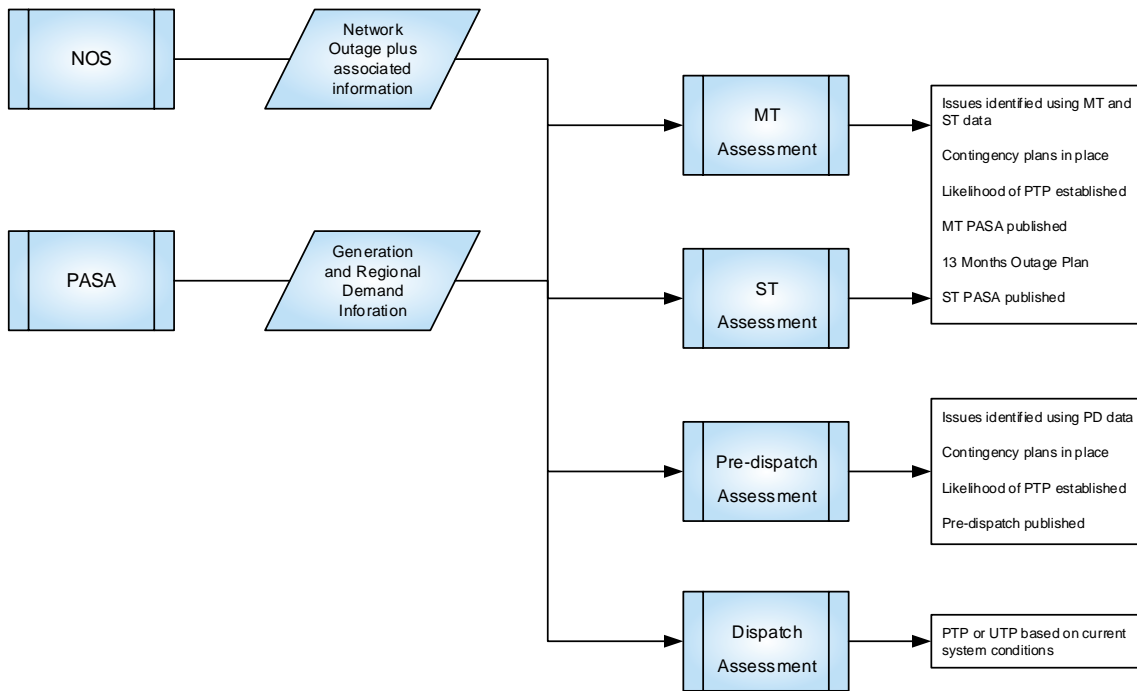 NOS
Network
Outage plus
associated
information
MT
Assessment
Issues identified using MT and
ST data
Contingency plans in place
Likelihood of PTP established
MT PASA published
13 Months Outage Plan
ST PASA published
PASA
Generation
and Regional
Demand
Inforation
ST
Assessment
Pre-dispatch
Assessment
Issues identified using PD data
Contingency plans in place
Likelihood of PTP established
Pre-dispatch published
Dispatch
Assessment
PTP or UTP based on current
system conditions